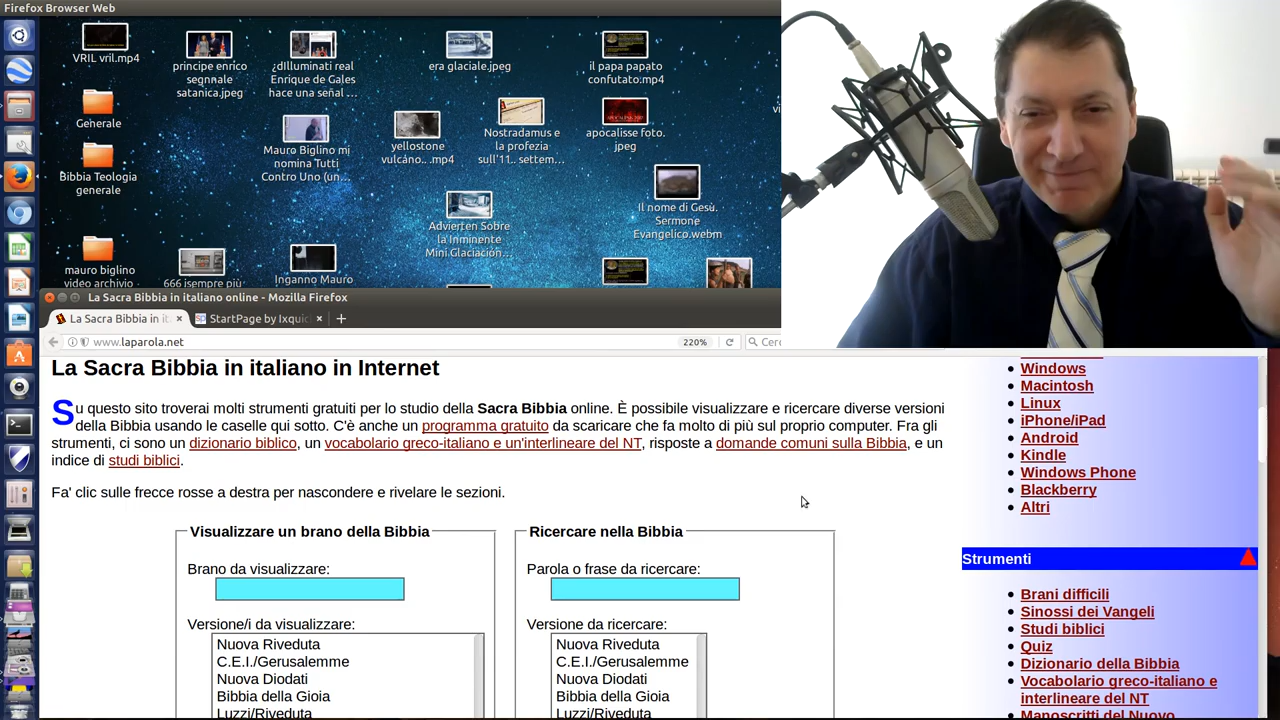 Firefox Browser Web
VRIL vril.mp4
principe enrico
segnnale
satanica.jpeg
¿dIlluminati real
Enrique de Gales
hace una señal ...
era glaciale.jpeg
il papa papato
confutato.mp4
Generale
Mauro Biglino mi
nomina Tutti
Contro Uno (un...
yellostone
vulcáno.. .mp4
Nostradamus e
la profezia
sull'11.. settem...
apocalisse foto.
jpeg
Bibbia Teologia
generale
Advierten Sobre
la Inminente
Mini Glaciación...
Il nome di Gesù.
Sermone
Evangelico.webm
mauro biglino
video archivio
666 isempre più
Inganno Mauro
La Sacra Bibbia in italiano online - Mozilla Firefox
La Sacra Bibbia in it
StartPage by Ixquic
www.laparola.net
220%
Cerc
La Sacra Bibbia in italiano in Internet
Su questo sito troverai molti strumenti gratuiti per lo studio della Sacra Bibbia online. È possibile visualizzare e ricercare diverse versioni
della Bibbia usando le caselle qui sotto. C'è anche un programma gratuito da scaricare che fa molto di più sul proprio computer. Fra gli
strumenti, ci sono un dizionario biblico, un vocabolario greco-italiano e un'interlineare del NT, risposte a domande comuni sulla Bibbia, e un
indice di studi biblici.
Fa' clic sulle frecce rosse a destra per nascondere e rivelare le sezioni.
Visualizzare un brano della Bibbia
Brano da visualizzare:
Versione/i da visualizzare:
Nuova Riveduta
C.E.I./Gerusalemme
Nuova Diodati
Bibbia della Gioia
Luzzi/Riveduta
Ricercare nella Bibbia
Parola o frase da ricercare:
Versione da ricercare:
Nuova Riveduta
C.E.I./Gerusalemme
Nuova Diodati
Bibbia della Gioia
Luzzi/Riveduta
Windows
Macintosh
Linux
iPhone/iPad
Android
Kindle
Windows Phone
Blackberry
Altri
Strumenti
Brani difficili
Sinossi dei Vangeli
Studi biblici
Quiz
Dizionario della Bibbia
Vocabolario greco-italiano e
interlineare del NT
Manoscritti del Nuovo